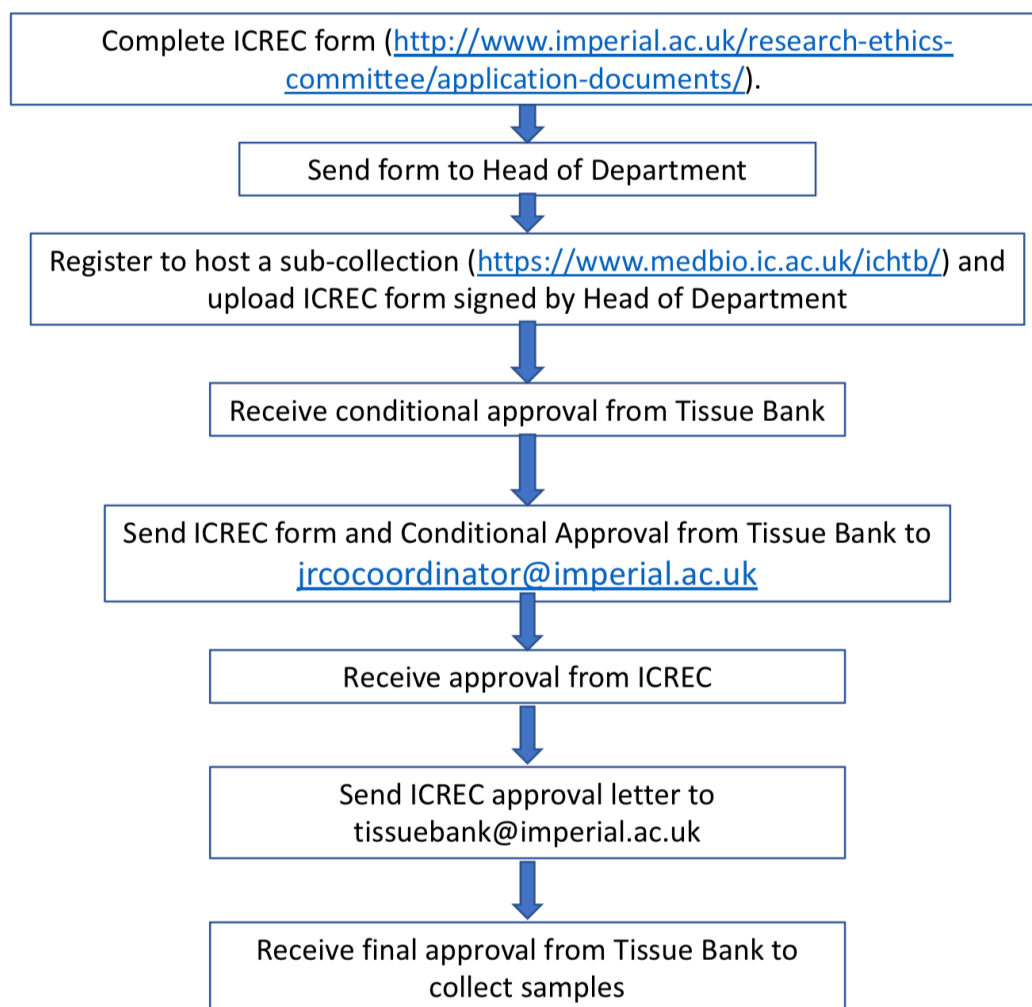 Complete ICREC form (http://www.imperial.ac.uk/research-ethics-
committee/application-documents/).
Send form to Head of Department
Register to host a sub-collection (https://www.medbio.ic.ac.uk/ichtb/) and
upload ICREC form signed by Head of Department
Receive conditional approval from Tissue Bank
Send ICREC form and Conditional Approval from Tissue Bank to
jrcocoordinator@imperial.ac.uk
Receive approval from ICREC
Send ICREC approval letter to
tissuebank@imperial.ac.uk
Receive final approval from Tissue Bank to
collect samples